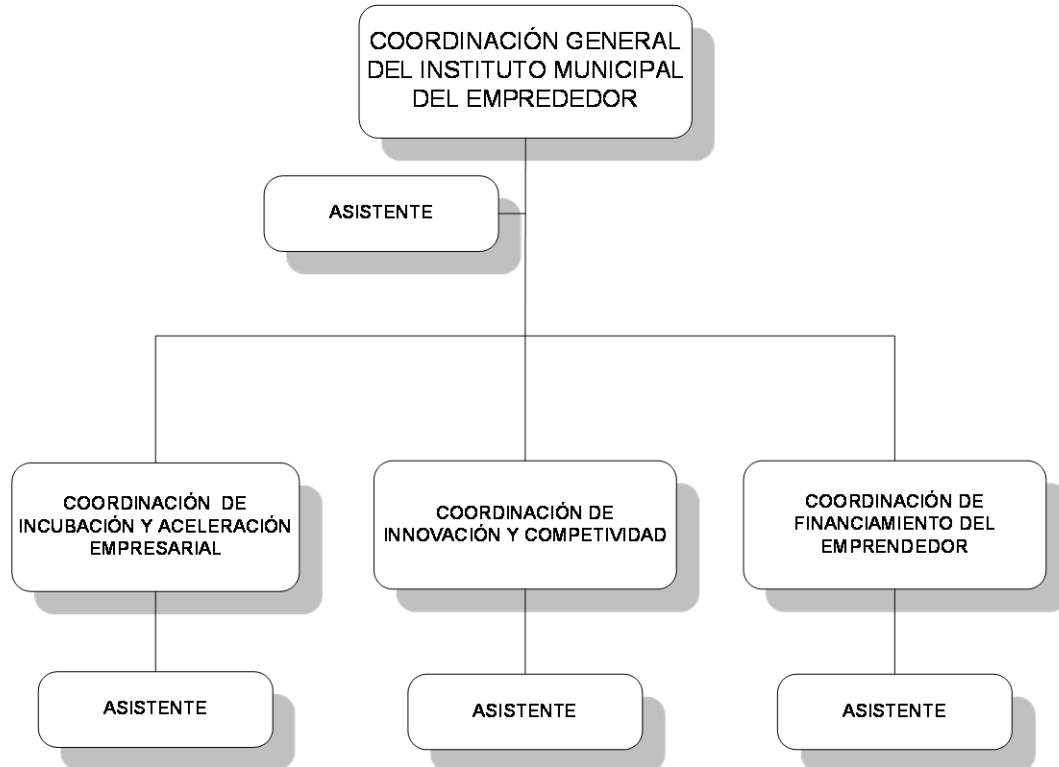 COORDINACIÓN GENERAL
DEL INSTITUTO MUNICIPAL
DEL EMPREDEDOR
ASISTENTE
COORDINACIÓN DE
INCUBACIÓN Y ACELERACIÓN
EMPRESARIAL
COORDINACIÓN DE
INNOVACIÓN Y COMPETIVIDAD
COORDINACIÓN DE
FINANCIAMIENTO DEL
EMPRENDEDOR
ASISTENTE
ASISTENTE
ASISTENTE